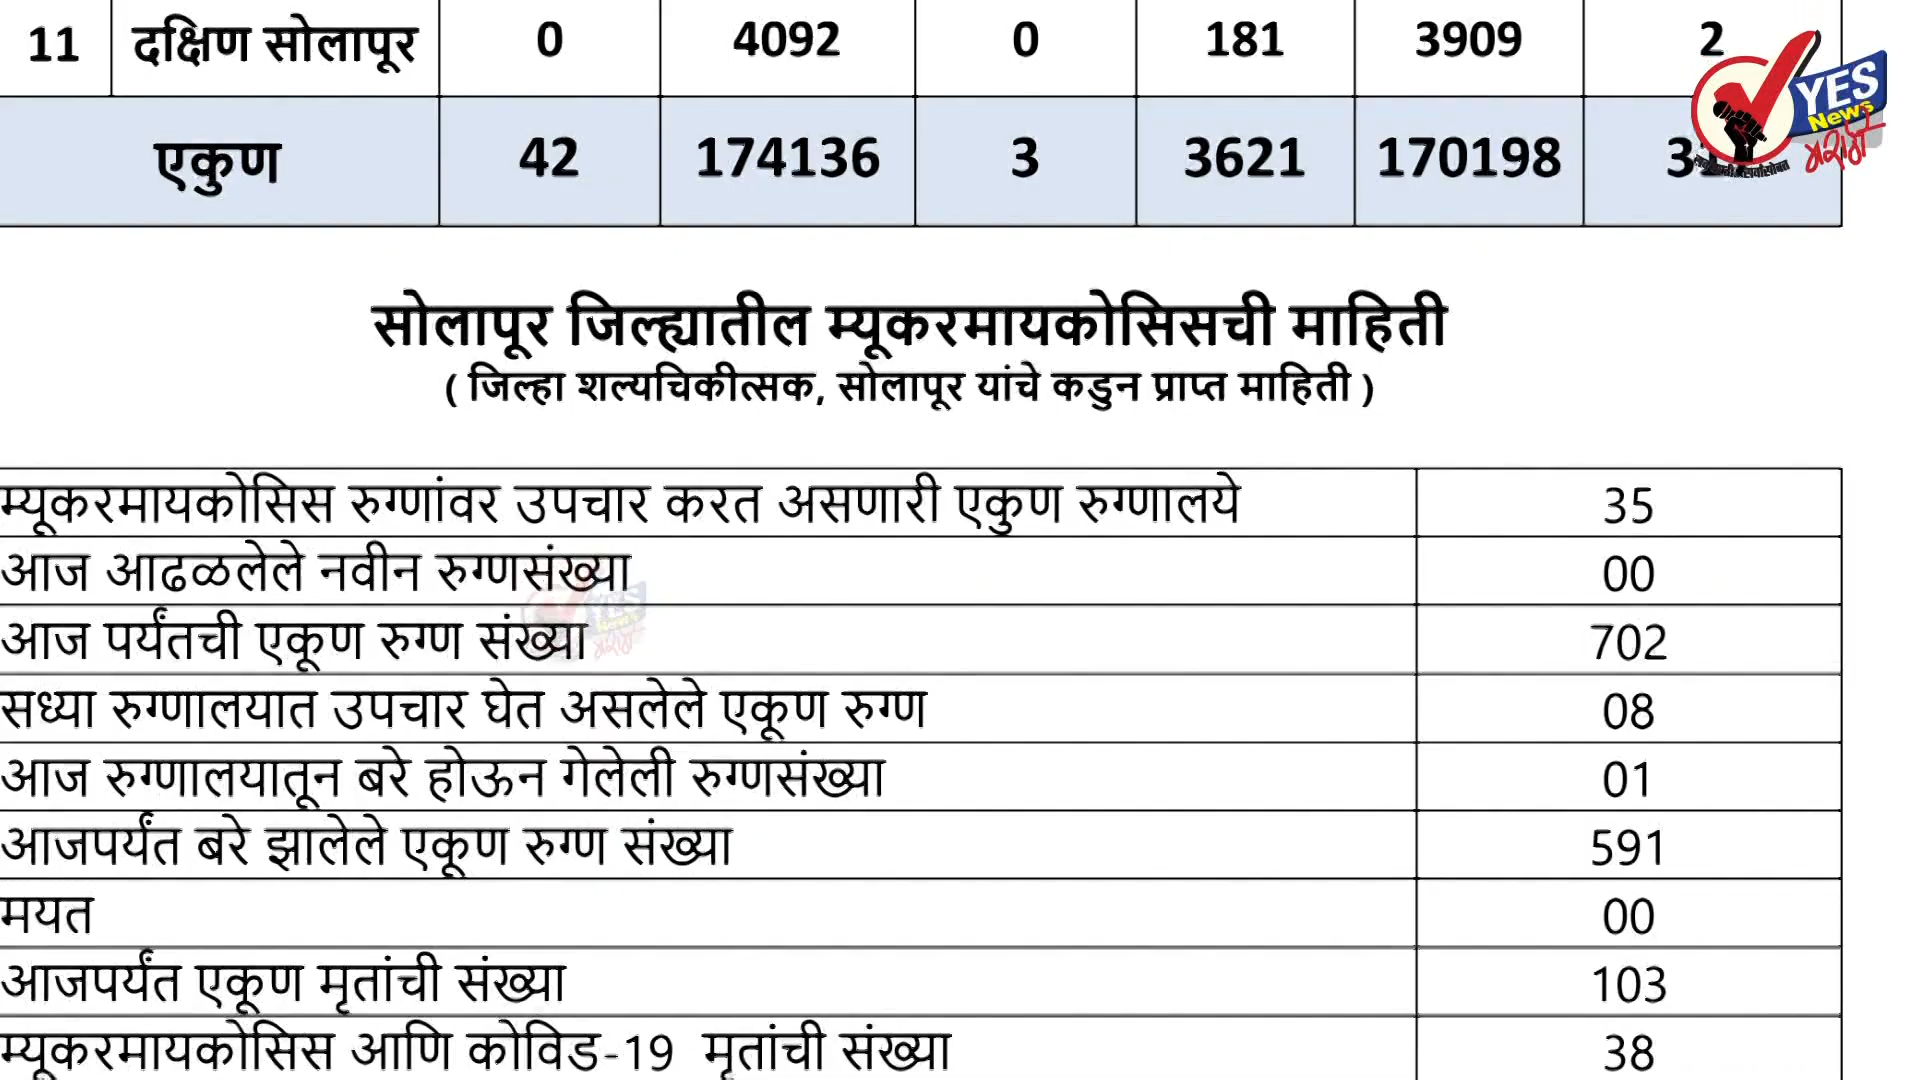 11 दक्षिण सोलापूर 0 4092 0 181 3909 2
एकुण 42 174136 3 3621 170198
YES
News
मराठी
सोलापूर जिल्ह्यातील म्यूकरमायकोसिसची माहिती
( जिल्हा शल्यचिकीत्सक, सोलापूर यांचे कडुन प्राप्त माहिती )
म्यूकरमायकोसिस रुग्णांवर उपचार करत असणारी एकुण रुग्णालये 35
आज आढळलेले नवीन रुग्णसंख्या 00
आज पर्यंतची एकूण रुग्ण संख्या 702
सध्या रुग्णालयात उपचार घेत असलेले एकूण रुग्ण 08
आज रुग्णालयातून बरे होऊन गेलेली रुग्णसंख्या 01
आजपर्यंत बरे झालेले एकूण रुग्ण संख्या 591
मयत 00
आजपर्यंत एकूण मृतांची संख्या 103
म्यूकरमायकोसिस आणि कोविड-19 मृतांची संख्या 38